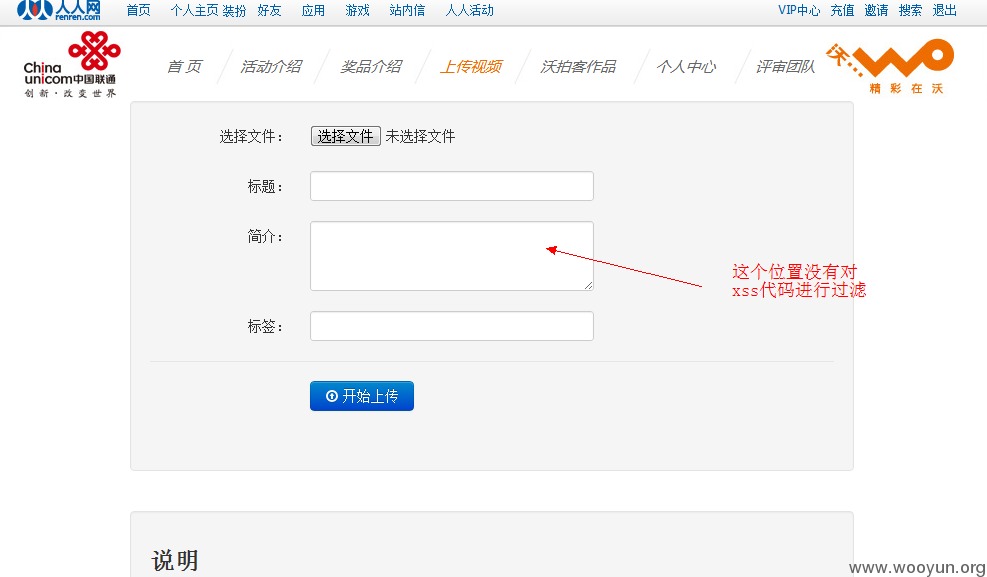 人人网 renren.com 首页 个人主页 装扮 好友 应用 游戏 站内信 人人活动 VIP中心 充值 邀请 搜索 退出
China unicom中国联通
创新·改变世界
首 页 活动介绍 奖品介绍 上传视频 沃拍客作品 个人中心 评审团队
沃 WO
精彩在沃
选择文件： 选择文件 未选择文件
标题：
简介：
这个位置没有对
xss代码进行过滤
标签：
开始上传
说明
www.wooyun.org